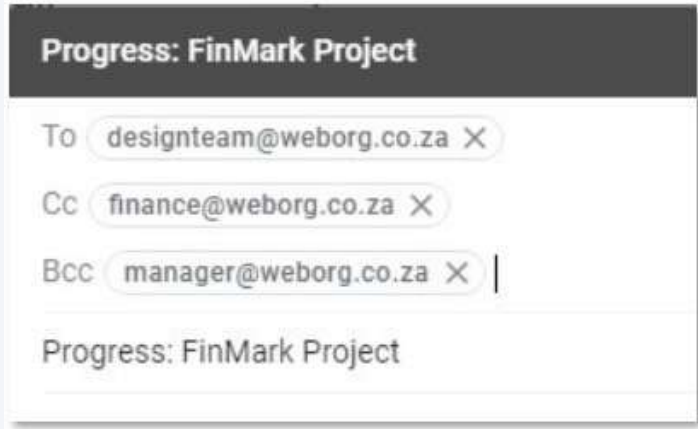 Progress: FinMark Project
To designteam@weborg.co.za ×
Cc finance@weborg.co.za ×
Bcc manager@weborg.co.za ×
Progress: FinMark Project